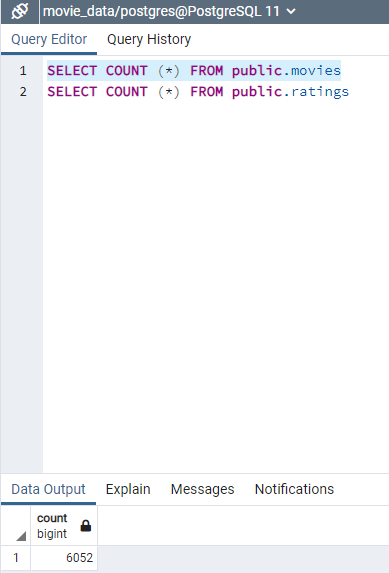 movie_data/postgres@PostgreSQL 11
Query Editor Query History
1 SELECT COUNT (*) FROM public.movies
2 SELECT COUNT (*) FROM public.ratings
Data Output Explain Messages Notifications
count
bigint
1 6052